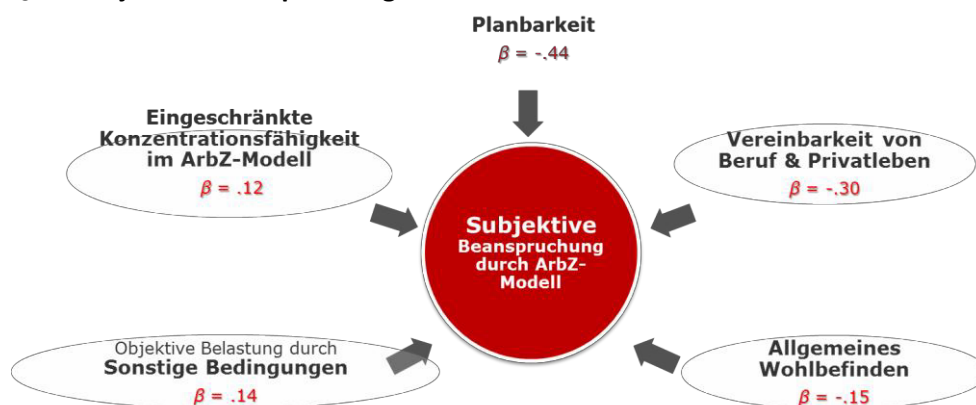 Planbarkeit
β = -.44
Eingeschränkte
Konzentrationsfähigkeit
im ArbZ-Modell
β = .12
Vereinbarkeit von
Beruf & Privatleben
β = -.30
Subjektive
Beanspruchung
durch ArbZ-
Modell
Objektive Belastung durch
Sonstige Bedingungen
β = .14
Allgemeines
Wohlbefinden
β = -.15